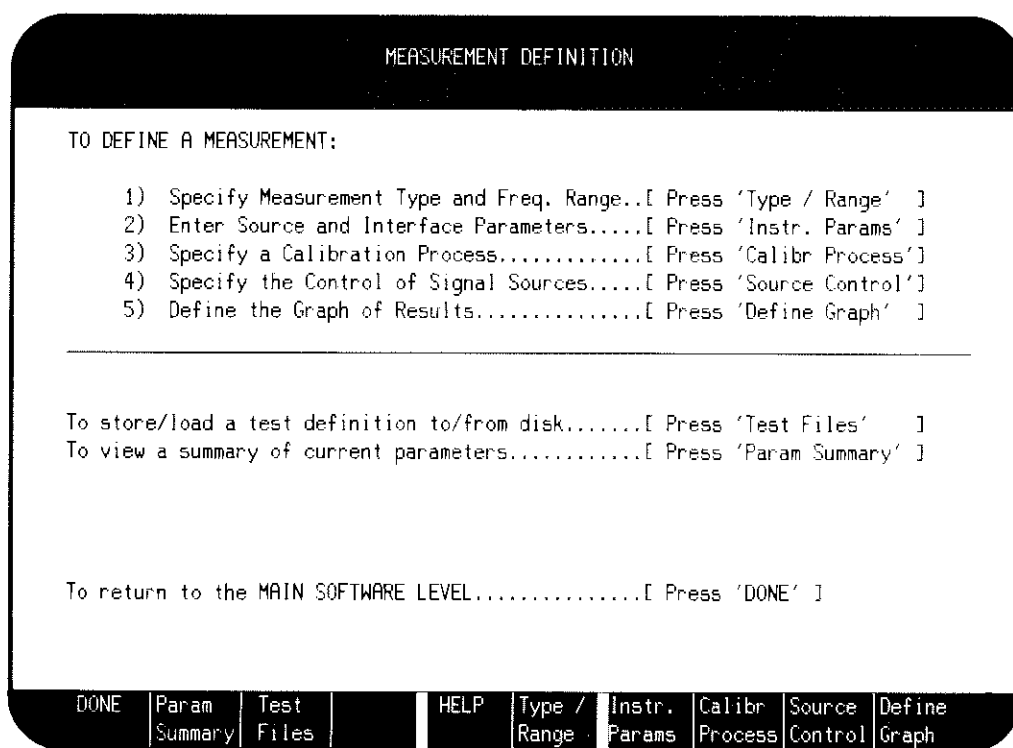 MEASUREMENT DEFINITION
TO DEFINE A MEASUREMENT:
1) Specify Measurement Type and Freq. Range..[ Press 'Type / Range' ]
2) Enter Source and Interface Parameters.....[ Press 'Instr. Params' ]
3) Specify a Calibration Process.............[ Press 'Calibr Process']
4) Specify the Control of Signal Sources.....[ Press 'Source Control']
5) Define the Graph of Results...............[ Press 'Define Graph' ]
To store/load a test definition to/from disk.......[ Press 'Test Files' ]
To view a summary of current parameters............[ Press 'Param Summary' ]
To return to the MAIN SOFTWARE LEVEL...............[ Press 'DONE' ]
DONE Param Test HELP Type / Instr. Calibr Source Define
Summary Files Range Params Process Control Graph